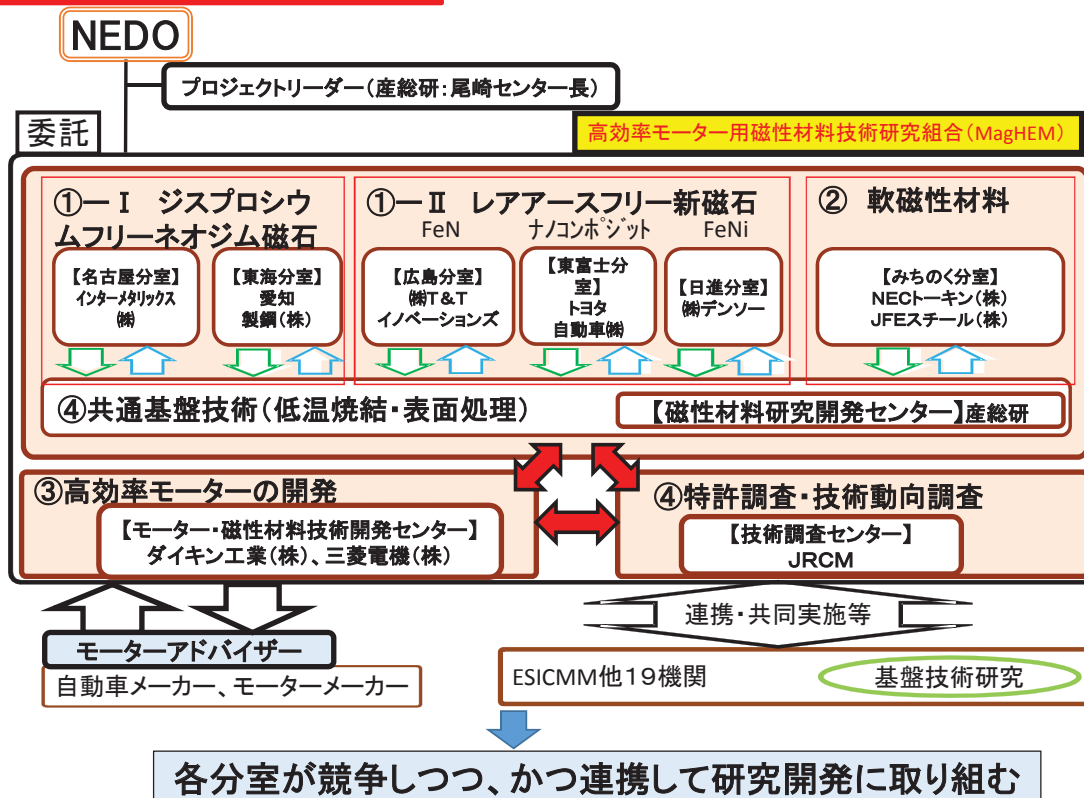 NEDO
プロジェクトリーダー(産総研:尾崎センター長)
委託
高効率モーター用磁性材料技術研究組合(MagHEM)
①ーⅠ ジスプロシウ
ムフリーネオジム磁石
【名古屋分室】
インターメタリックス
㈱
【東海分室】
愛知
製鋼(株)
①ーⅡ レアアースフリー新磁石
FeN
ナノコンポジット
FeNi
【広島分室】
㈱T&T
イノベーションズ
【東富士分
室】
トヨタ
自動車㈱
【日進分室】
㈱デンソー
② 軟磁性材料
【みちのく分室】
NECトーキン(株)
JFEスチール(株)
④共通基盤技術(低温焼結・表面処理)
【磁性材料研究開発センター】産総研
③高効率モーターの開発
【モーター・磁性材料技術開発センター】
ダイキン工業(株)、三菱電機(株)
④特許調査・技術動向調査
【技術調査センター】
JRCM
モーターアドバイザー
自動車メーカー、モーターメーカー
連携・共同実施等
ESICMM他19機関
基盤技術研究
各分室が競争しつつ、かつ連携して研究開発に取り組む